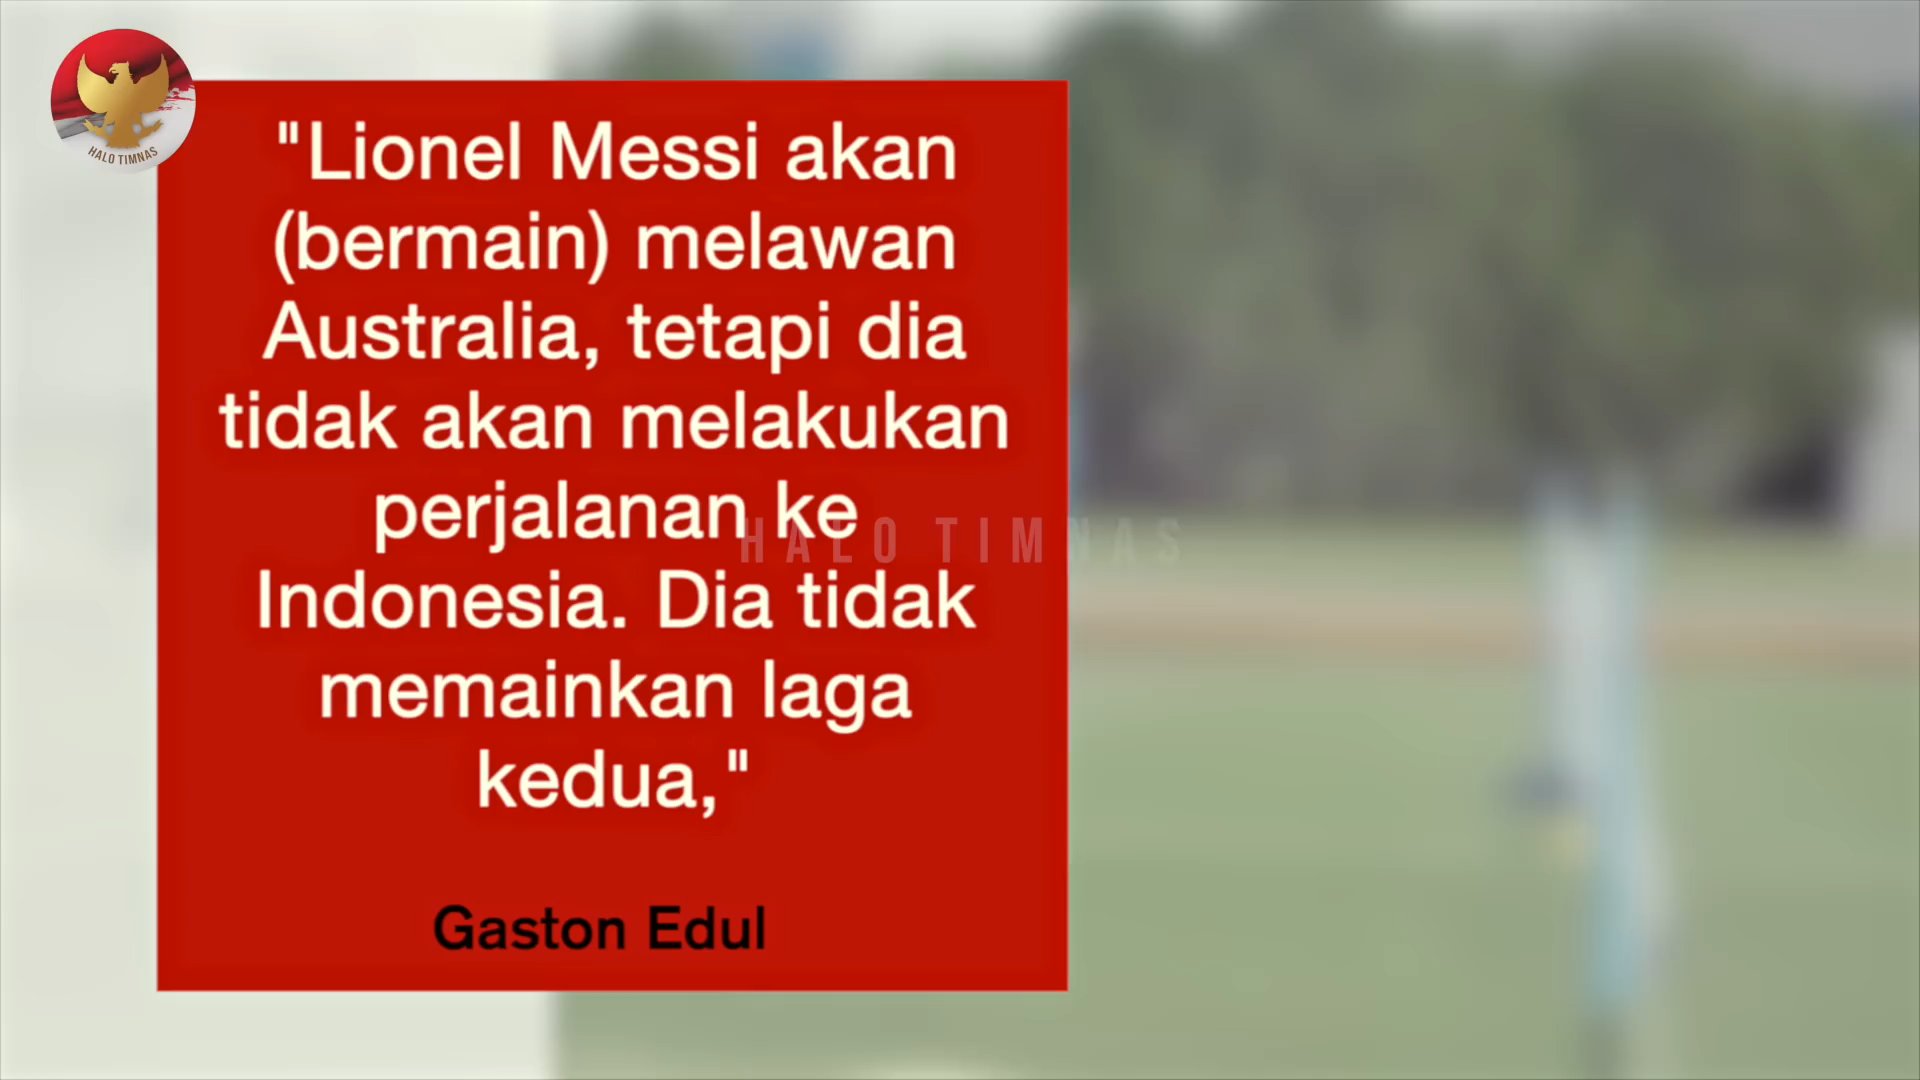 HALO TIMNAS
"Lionel Messi akan
(bermain) melawan
Australia, tetapi dia
tidak akan melakukan
perjalanan ke
HALO TIMNAS
Indonesia. Dia tidak
memainkan laga
kedua,"
Gaston Edul